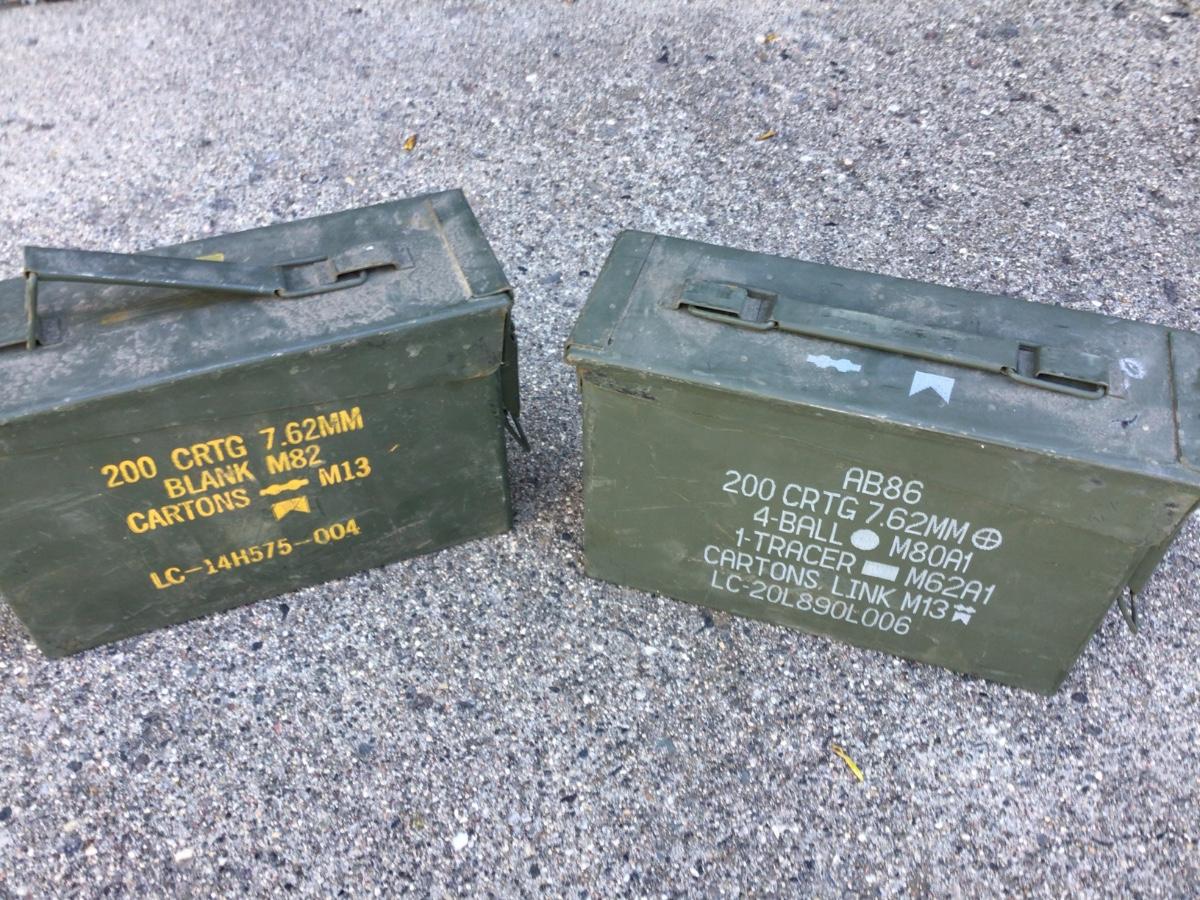 200 CRTG 7.62MM
BLANK M82
CARTONS M13
LC-14H575-004
AB86
200 CRTG 7.62MM
4-BALL M80A1
1-TRACER M62A1
CARTONS LINK M13
LC-20L890L006